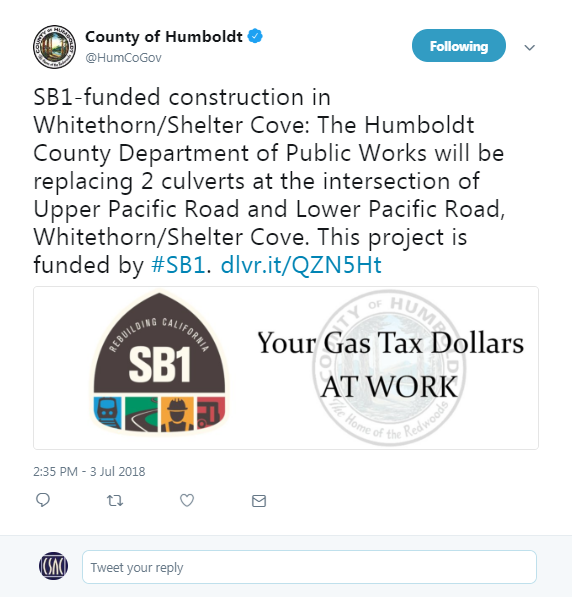 County of Humboldt
@HumCoGov
Following
SB1-funded construction in
Whitethorn/Shelter Cove: The Humboldt
County Department of Public Works will be
replacing 2 culverts at the intersection of
Upper Pacific Road and Lower Pacific Road,
Whitethorn/Shelter Cove. This project is
funded by #SB1. dlvr.it/QZN5Ht
REBUILDING CALIFORNIA
SB1
Your Gas Tax Dollars
AT WORK
COUNTY OF HUMBOLDT
The Home of the Redwoods
2:35 PM - 3 Jul 2018
CSAC
Tweet your reply